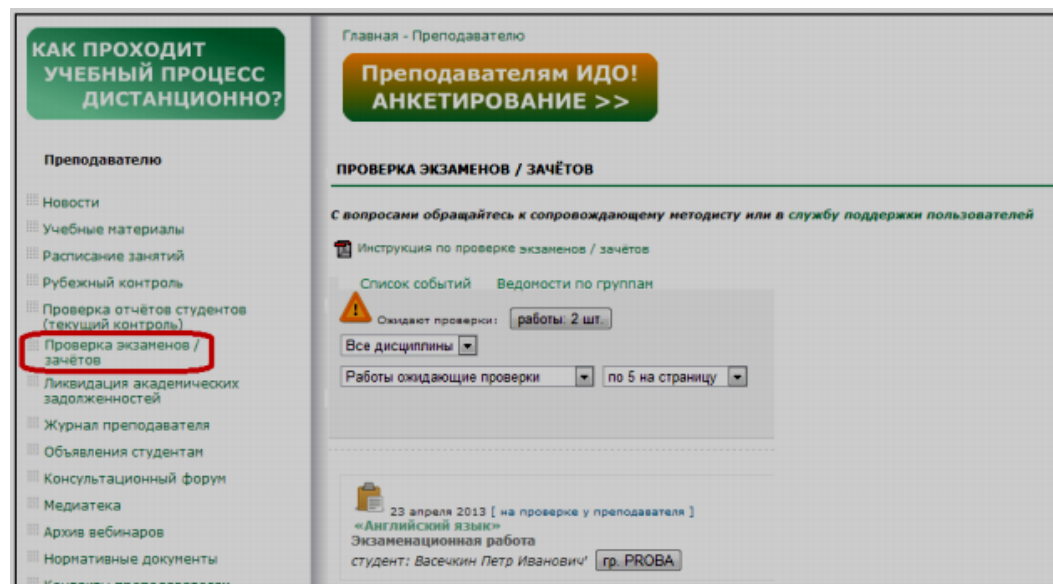 КАК ПРОХОДИТ
УЧЕБНЫЙ ПРОЦЕСС
ДИСТАНЦИОННО?
Преподавателю
Новости
Учебные материалы
Расписание занятий
Рубежный контроль
Проверка отчётов студентов
(текущий контроль)
Проверка экзаменов /
зачётов
Ликвидация академических
задолженностей
Журнал преподавателя
Объявления студентам
Консультационный форум
Медиатека
Архив вебинаров
Нормативные документы
Главная - Преподавателю
Преподавателям ИДО!
АНКЕТИРОВАНИЕ >>
ПРОВЕРКА ЭКЗАМЕНОВ / ЗАЧЁТОВ
С вопросами обращайтесь к сопровождающему методисту или в службу поддержки пользователей
Инструкция по проверке экзаменов / зачётов
Список событий Ведомости по группам
Ожидают проверки: работы: 2 шт.
Все дисциплины
Работы ожидающие проверки по 5 на страницу
23 апреля 2013 [ на проверке у преподавателя ]
«Английский язык»
Экзаменационная работа
студент: Васечкин Петр Иванович' гр. PROBA